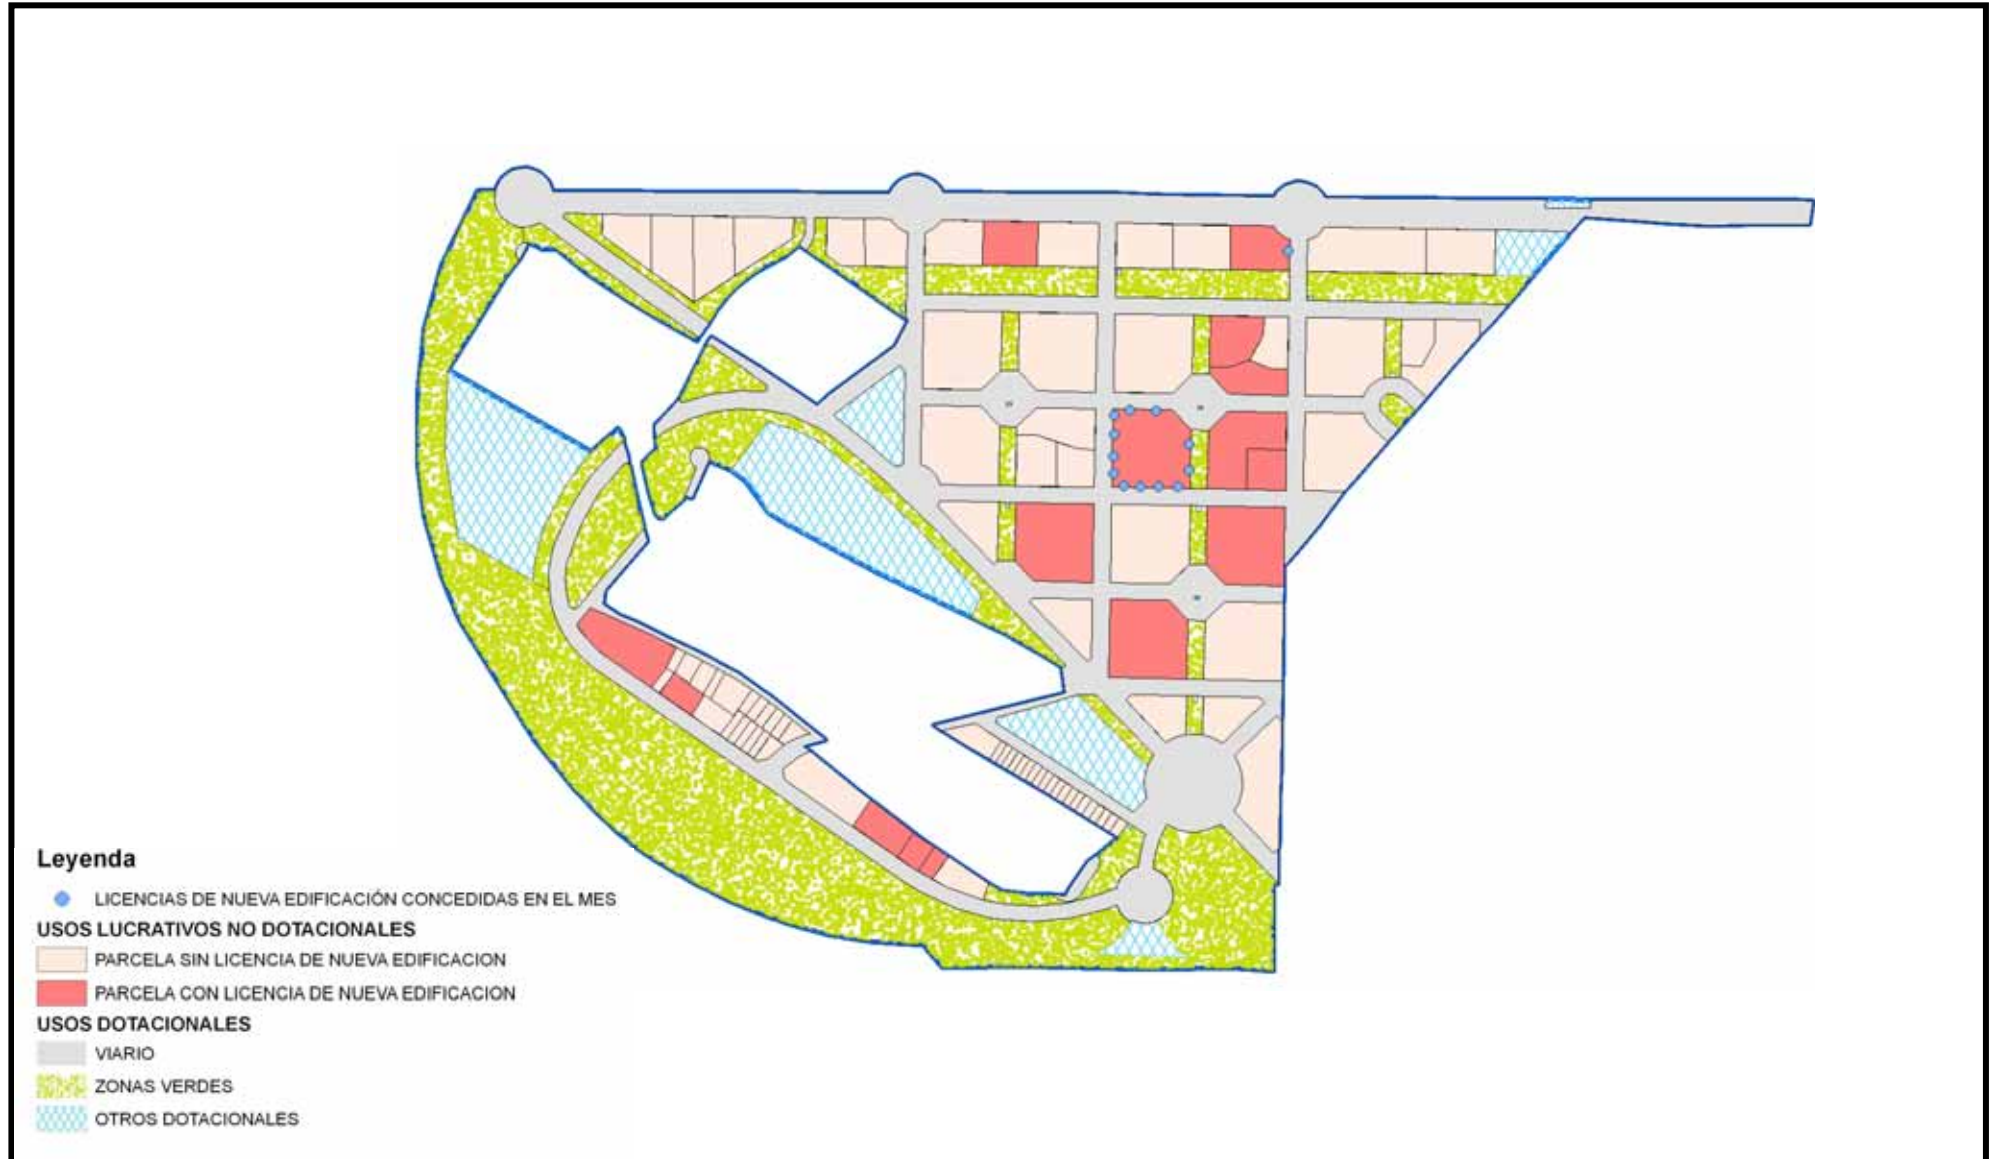 Leyenda
LICENCIAS DE NUEVA EDIFICACIÓN CONCEDIDAS EN EL MES
USOS LUCRATIVOS NO DOTACIONALES
PARCELA SIN LICENCIA DE NUEVA EDIFICACION
PARCELA CON LICENCIA DE NUEVA EDIFICACION
USOS DOTACIONALES
VIARIO
ZONAS VERDES
OTROS DOTACIONALES